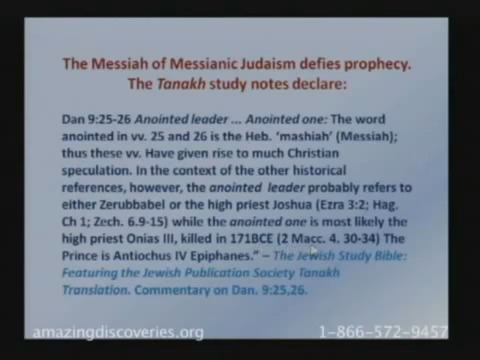 The Messiah of Messianic Judaism defies prophecy.
The Tanakh study notes declare:
Dan 9:25-26 Anointed leader ... Anointed one: The word
anointed in vv. 25 and 26 is the Heb. ‘mashiah’ (Messiah);
thus these vv. Have given rise to much Christian
speculation. In the context of the other historical
references, however, the anointed leader probably refers to
either Zerubbabel or the high priest Joshua (Ezra 3:2; Hag.
Ch 1; Zech. 6.9-15) while the anointed one is most likely the
high priest Onias III, killed in 171BCE (2 Macc. 4. 30-34) The
Prince is Antiochus IV Epiphanes.” – The Jewish Study Bible:
Featuring the Jewish Publication Society Tanakh
Translation. Commentary on Dan. 9:25,26.
amazingdiscoveries.org
1-866-572-9457